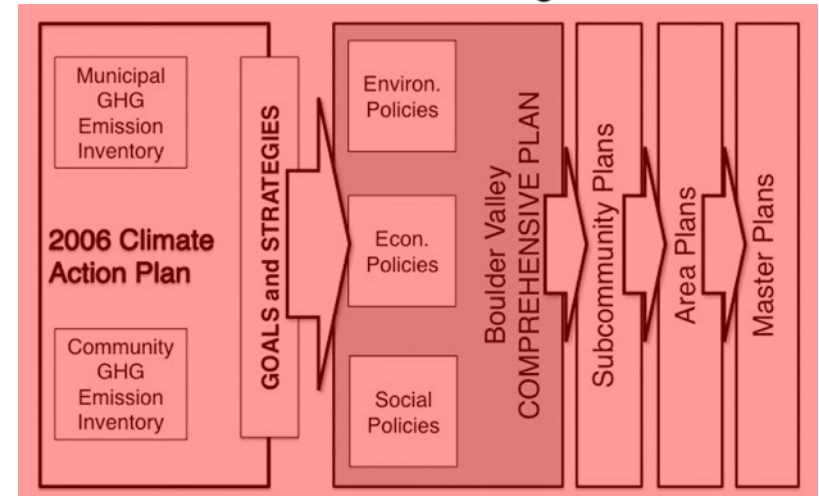 Municipal
GHG
Emission
Inventory
2006 Climate
Action Plan
Community
GHG
Emission
Inventory
GOALS and STRATEGIES
Environ.
Policies
Econ.
Policies
Social
Policies
Boulder Valley
COMPREHENSIVE PLAN
Subcommunity Plans
Area Plans
Master Plans